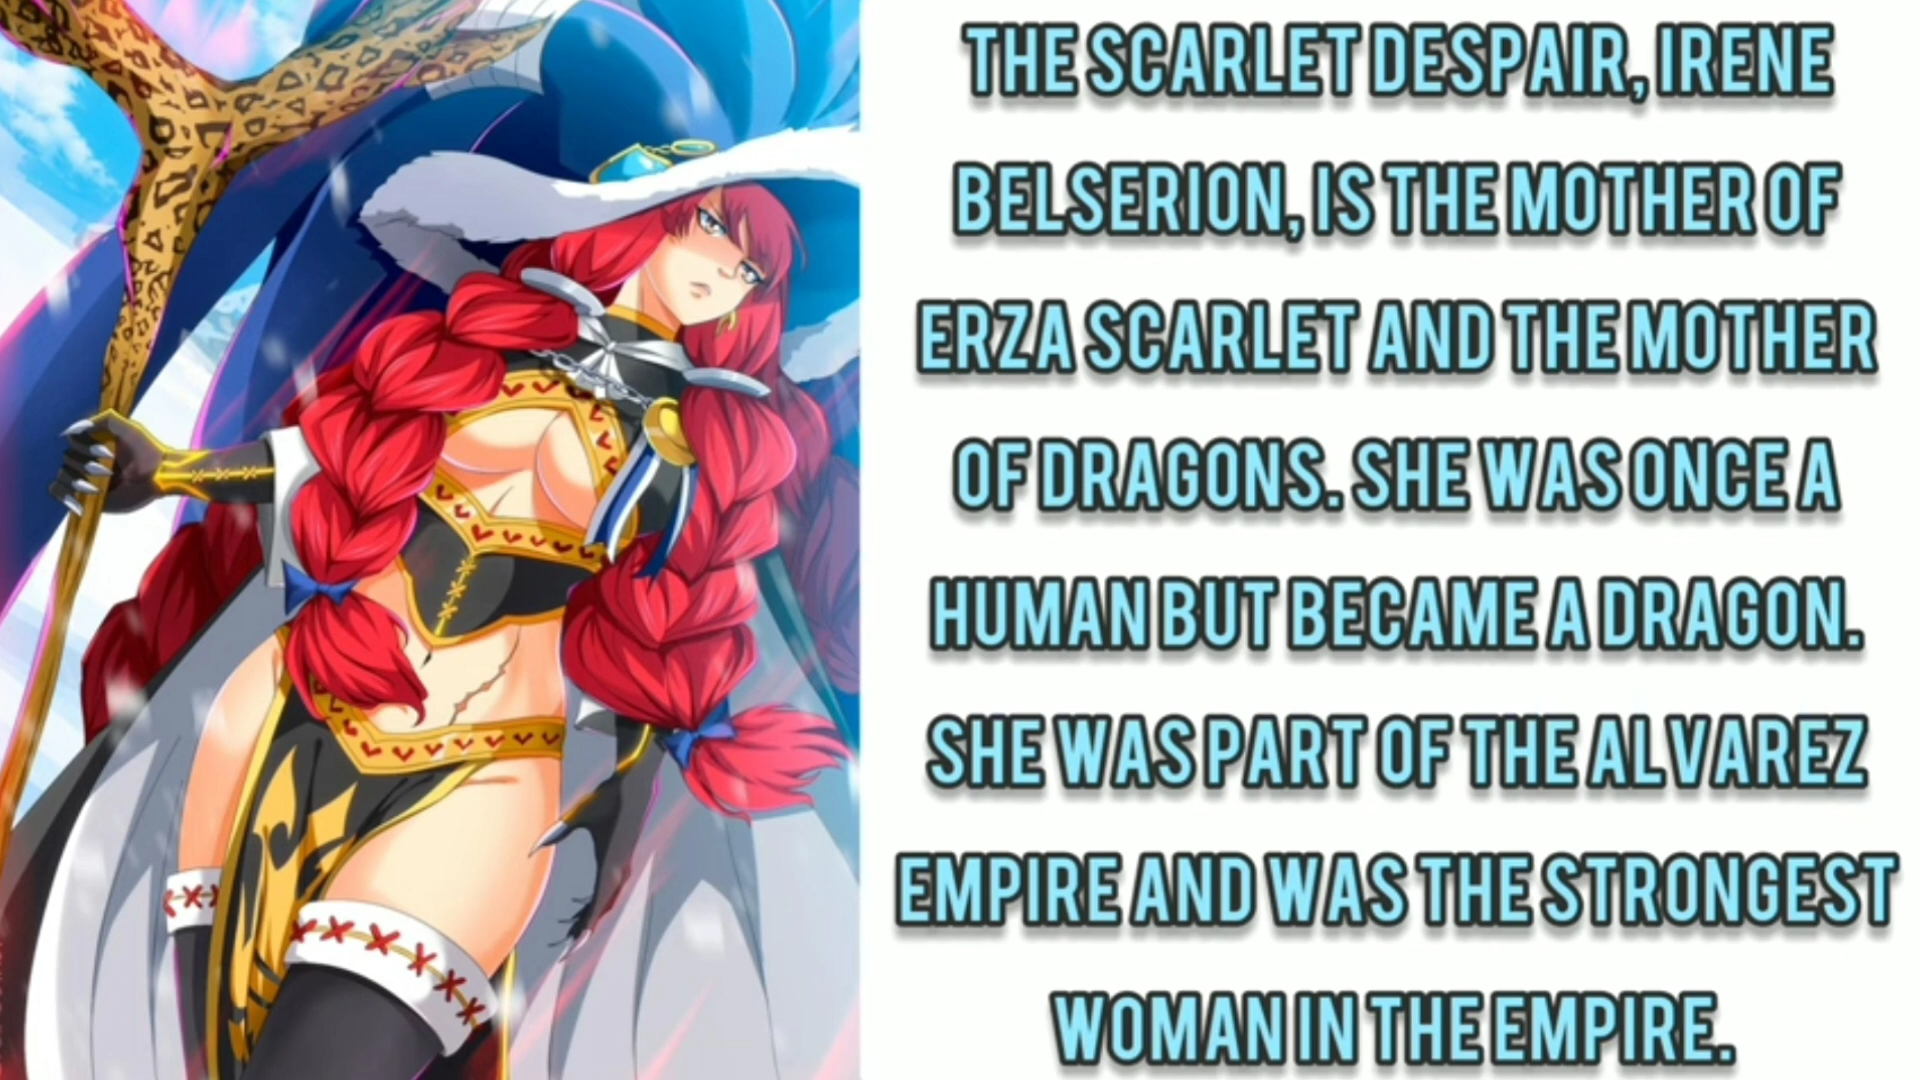 THE SCARLET DESPAIR, IRENE
BELSERION, IS THE MOTHER OF
ERZA SCARLET AND THE MOTHER
OF DRAGONS. SHE WAS ONCE A
HUMAN BUT BECAME A DRAGON.
SHE WAS PART OF THE ALVAREZ
EMPIRE AND WAS THE STRONGEST
WOMAN IN THE EMPIRE.